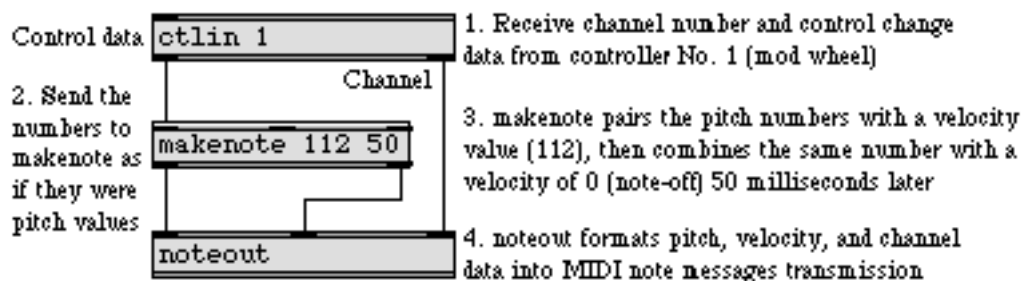 Control data
ctlin 1
1. Receive channel number and control change
data from controller No. 1 (mod wheel)
Channel
2. Send the
numbers to
makenote as
if they were
pitch values
makenote 112 50
3. makenote pairs the pitch numbers with a velocity
value (112), then combines the same number with a
velocity of 0 (note-off) 50 milliseconds later
noteout
4. noteout formats pitch, velocity, and channel
data into MIDI note messages transmission